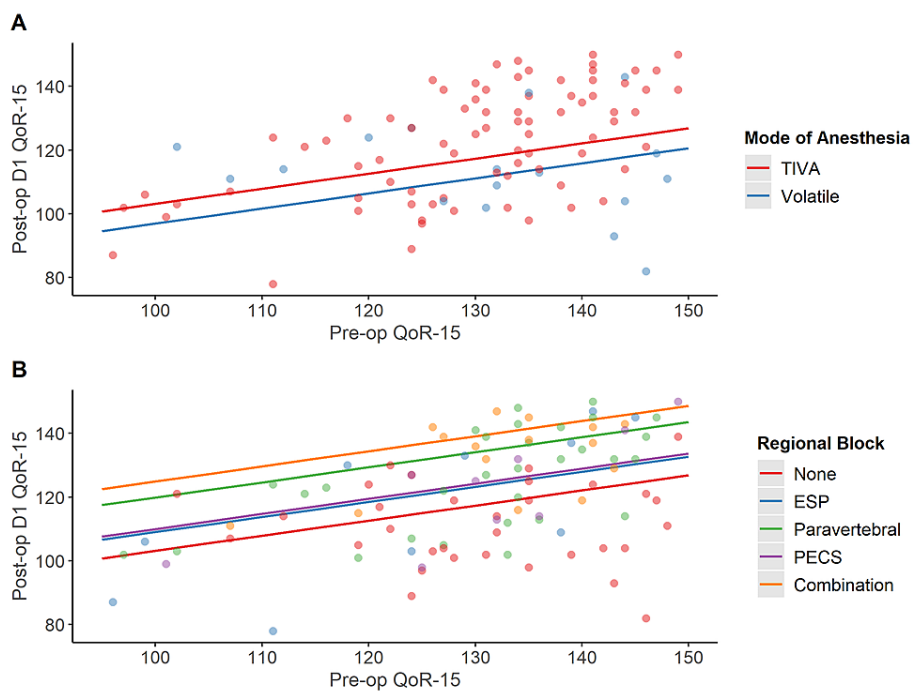 A
Post-op D1 QoR-15
140
120
100
80
100
110
120
130
140
150
Pre-op QoR-15
Mode of Anesthesia
TIVA
Volatile
B
Post-op D1 QoR-15
140
120
100
80
100
110
120
130
140
150
Pre-op QoR-15
Regional Block
None
ESP
Paravertebral
PECS
Combination